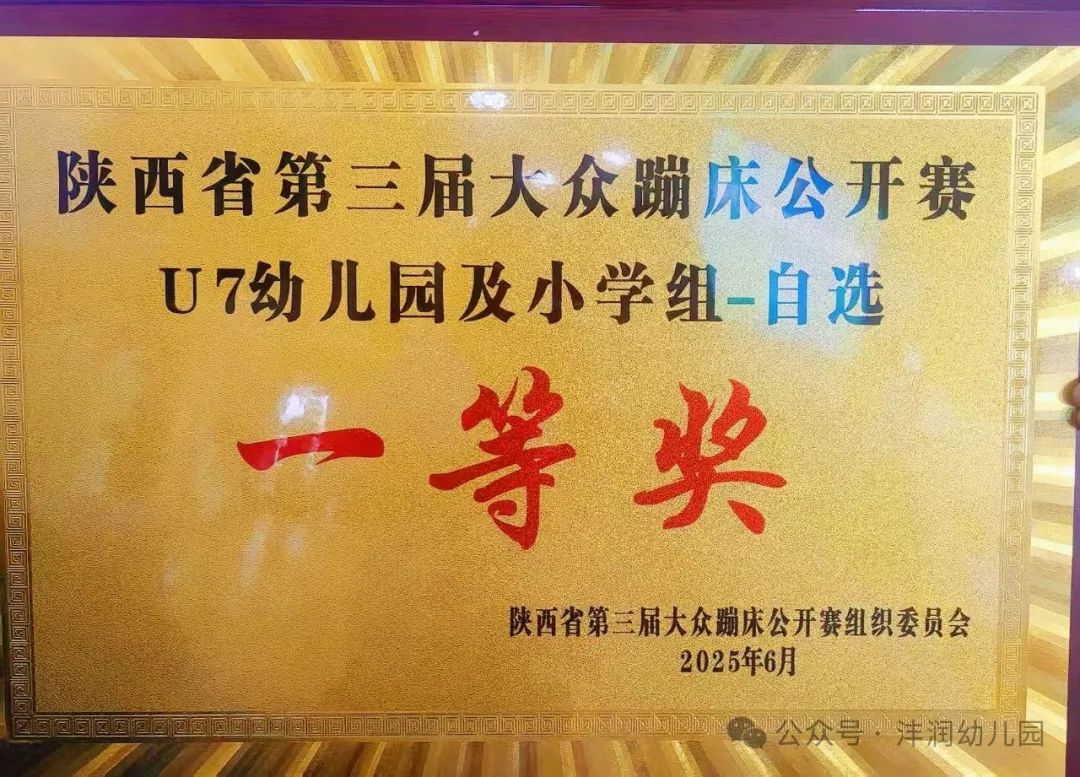 陕西省第三届大众蹦床公开赛
U7幼儿园及小学组-自选
一等奖
陕西省第三届大众蹦床公开赛组织委员会
2025年6月
公众号·沣润幼儿园